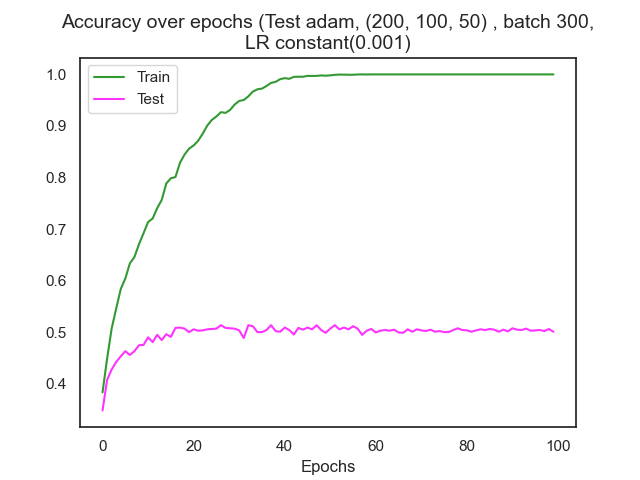 Accuracy over epochs (Test adam, (200, 100, 50) , batch 300,
LR constant(0.001)
Train
Test
1.0
0.9
0.8
0.7
0.6
0.5
0.4
0 20 40 60 80 100
Epochs